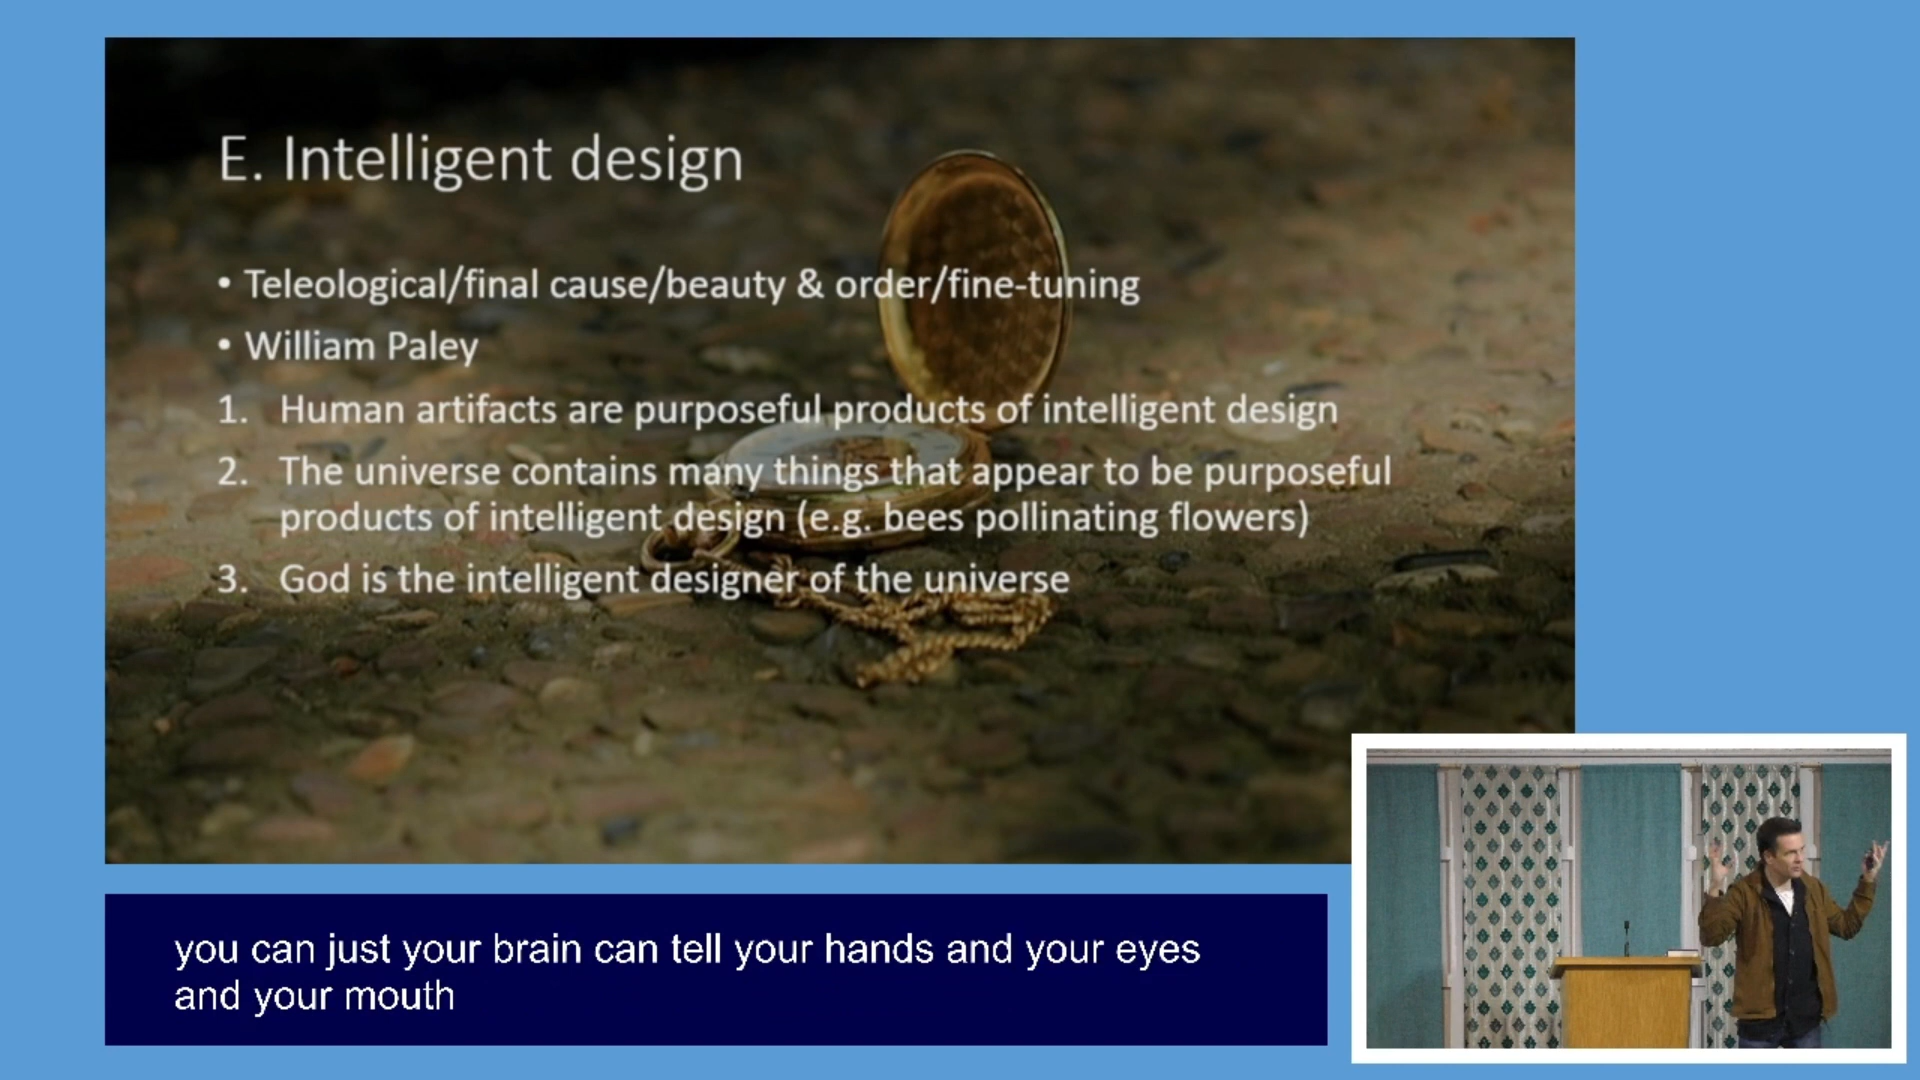 E. Intelligent design
• Teleological/final cause/beauty & order/fine-tuning
• William Paley
1. Human artifacts are purposeful products of intelligent design
2. The universe contains many things that appear to be purposeful
products of intelligent design (e.g. bees pollinating flowers)
3. God is the intelligent designer of the universe
you can just your brain can tell your hands and your eyes
and your mouth